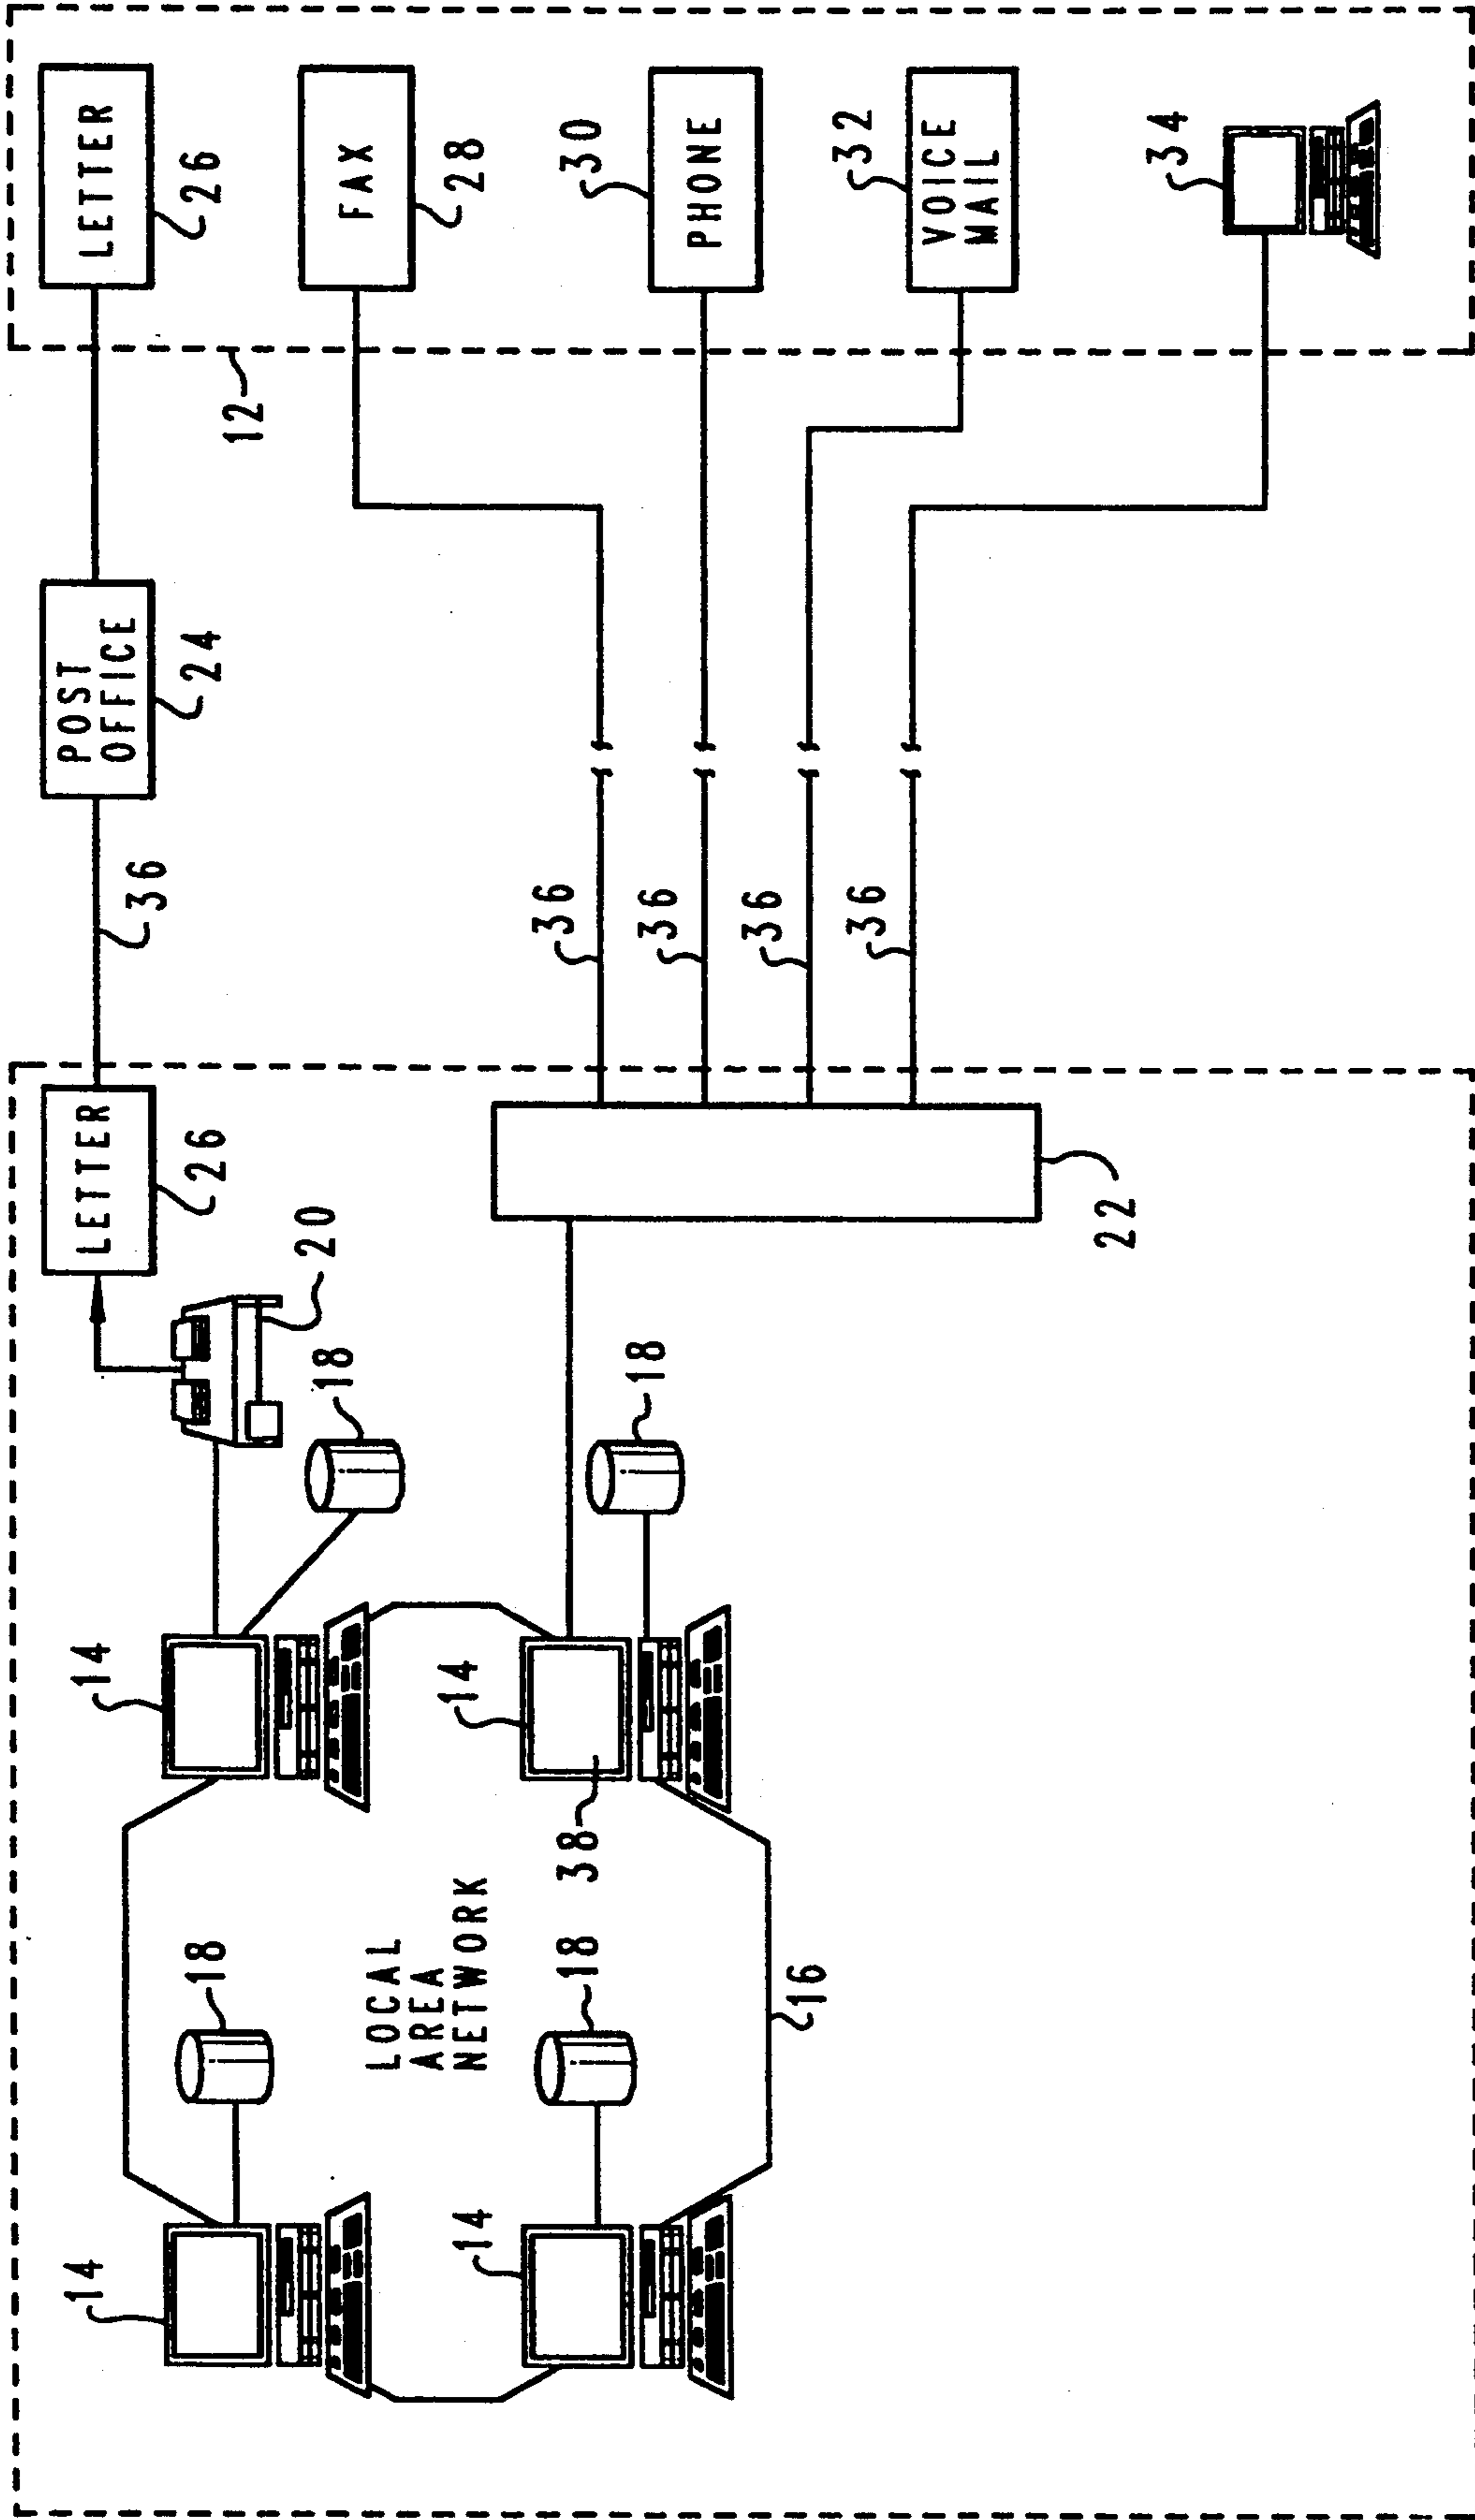 14
14
LETTER
POST
OFFICE
LETTER
36
18
26
24
26
12
20
18
FAX
LOCAL
AREA
NETWORK
14
14
28
36
18
38
30
18
36
PHONE
36
16
36
32
VOICE
MAIL
22
34